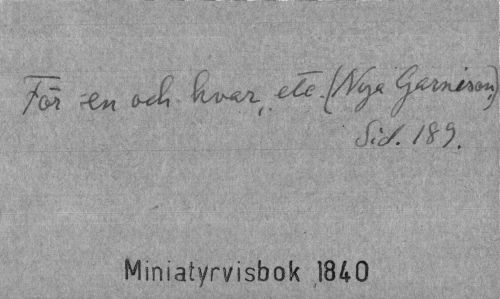 För en och hvar, etc. (Nya Garnison)
Sid. 189.
Miniatyrvisbok 1840